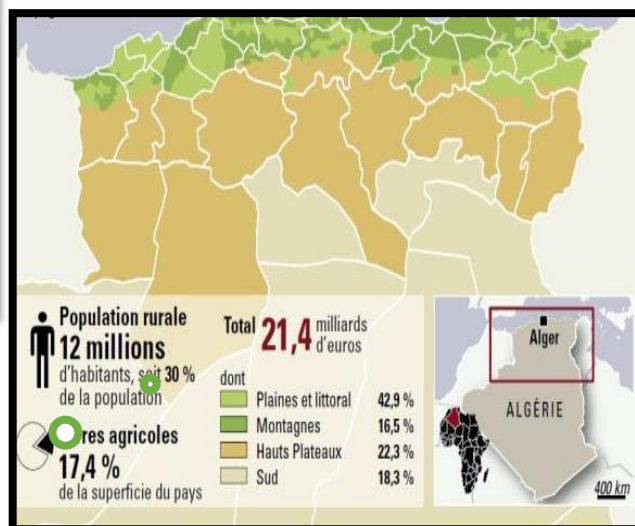 Population rurale
12 millions
d'habitants, soit 30 %
de la population
res agricoles
17,4 %
de la superficie du pays
Total 21,4 milliards
d'euros
dont
Plaines et littoral 42,9 %
Montagnes 16,5 %
Hauts Plateaux 22,3 %
Sud 18,3 %
Alger
ALGÉRIE
400 km